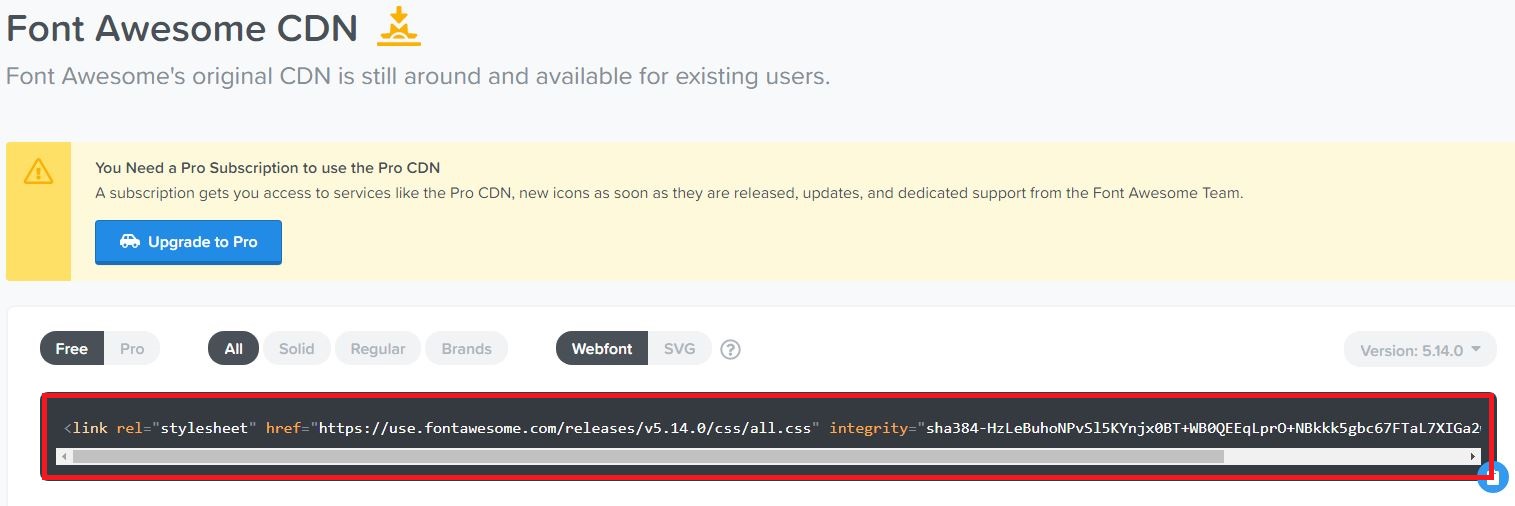 Font Awesome CDN
Font Awesome's original CDN is still around and available for existing users.
You Need a Pro Subscription to use the Pro CDN
A subscription gets you access to services like the Pro CDN, new icons as soon as they are released, updates, and dedicated support from the Font Awesome Team.
Upgrade to Pro
Free Pro All Solid Regular Brands Webfont SVG ? Version: 5.14.0
<link rel="stylesheet" href="https://use.fontawesome.com/releases/v5.14.0/css/all.css" integrity="sha384-HzLeBuhoNPvSl5KYnjx0BT+WB0QEEqLprO+NBkkk5gbc67FTaL7XIGa2